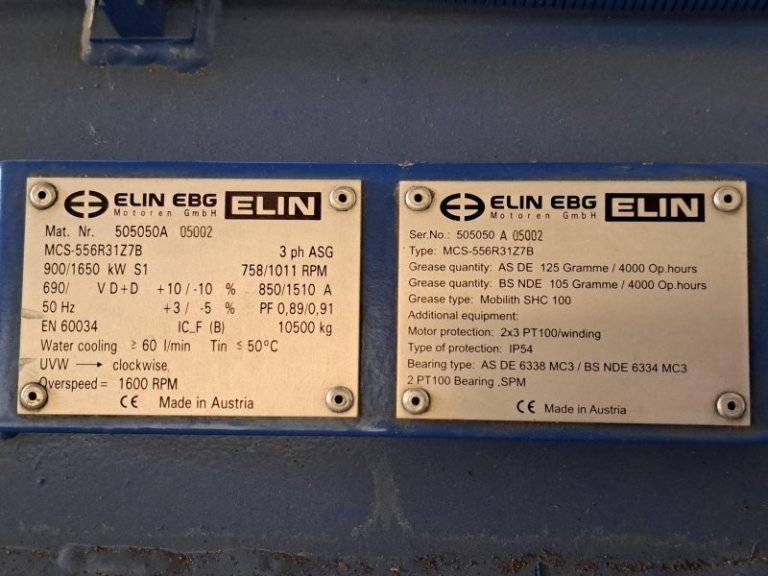 ELIN EBG ELIN
Motoren GmbH
Mat. Nr. 505050A 05002
MCS-556R31Z7B 3 ph ASG
900/1650 kW S1 758/1011 RPM
690/ V D+D +10/-10 % 850/1510 A
50 Hz +3/ -5 % PF 0,89/0,91
EN 60034 IC_F (B) 10500 kg
Water cooling ≥ 60 l/min Tin ≤ 50°C
UVW → clockwise
Overspeed = 1600 RPM
CE Made in Austria
ELIN EBG ELIN
Motoren GmbH
Ser.No.: 505050 A 05002
Type: MCS-556R31Z7B
Grease quantity: AS DE 125 Gramme / 4000 Op.hours
Grease quantity: BS NDE 105 Gramme / 4000 Op.hours
Grease type: Mobilith SHC 100
Additional equipment:
Motor protection: 2x3 PT100/winding
Type of protection: IP54
Bearing type: AS DE 6338 MC3 / BS NDE 6334 MC3
2 PT100 Bearing ,SPM
CE Made in Austria